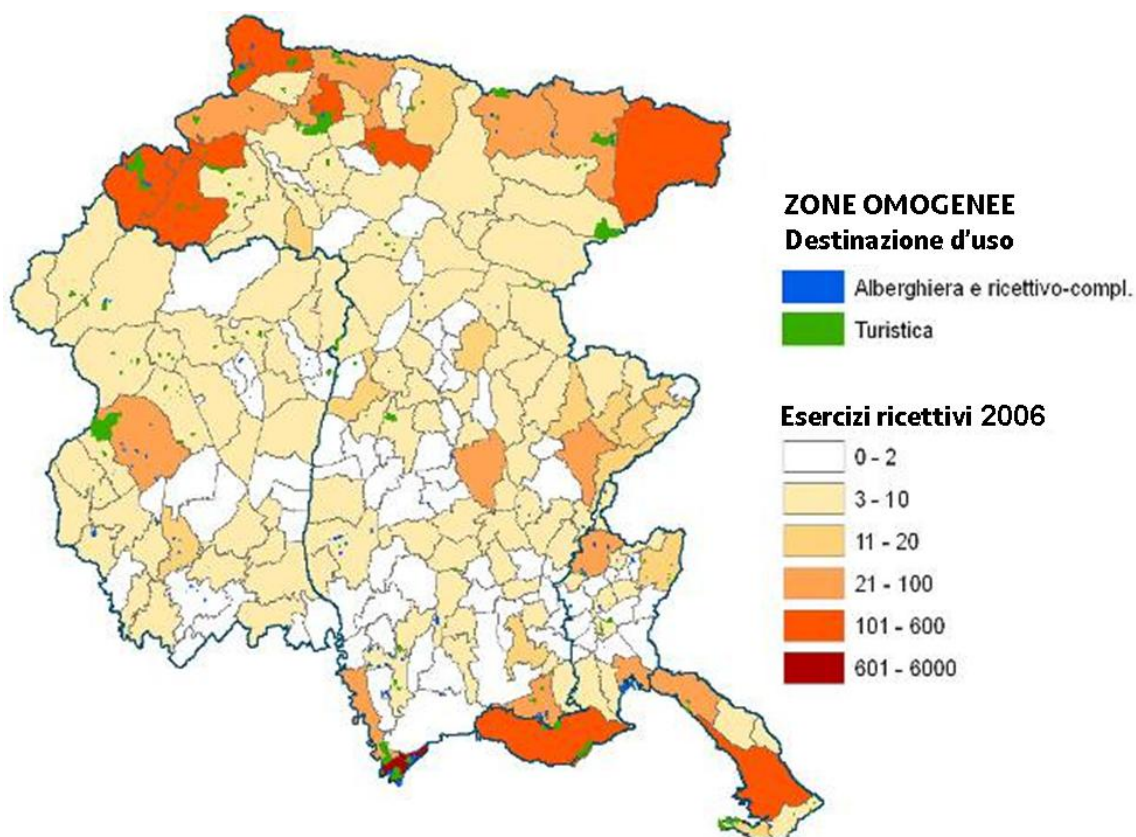 ZONE OMOGENEE
Destinazione d'uso
Alberghiera e ricettivo-compl.
Turistica
Esercizi ricettivi 2006
0 - 2
3 - 10
11 - 20
21 - 100
101 - 600
601 - 6000